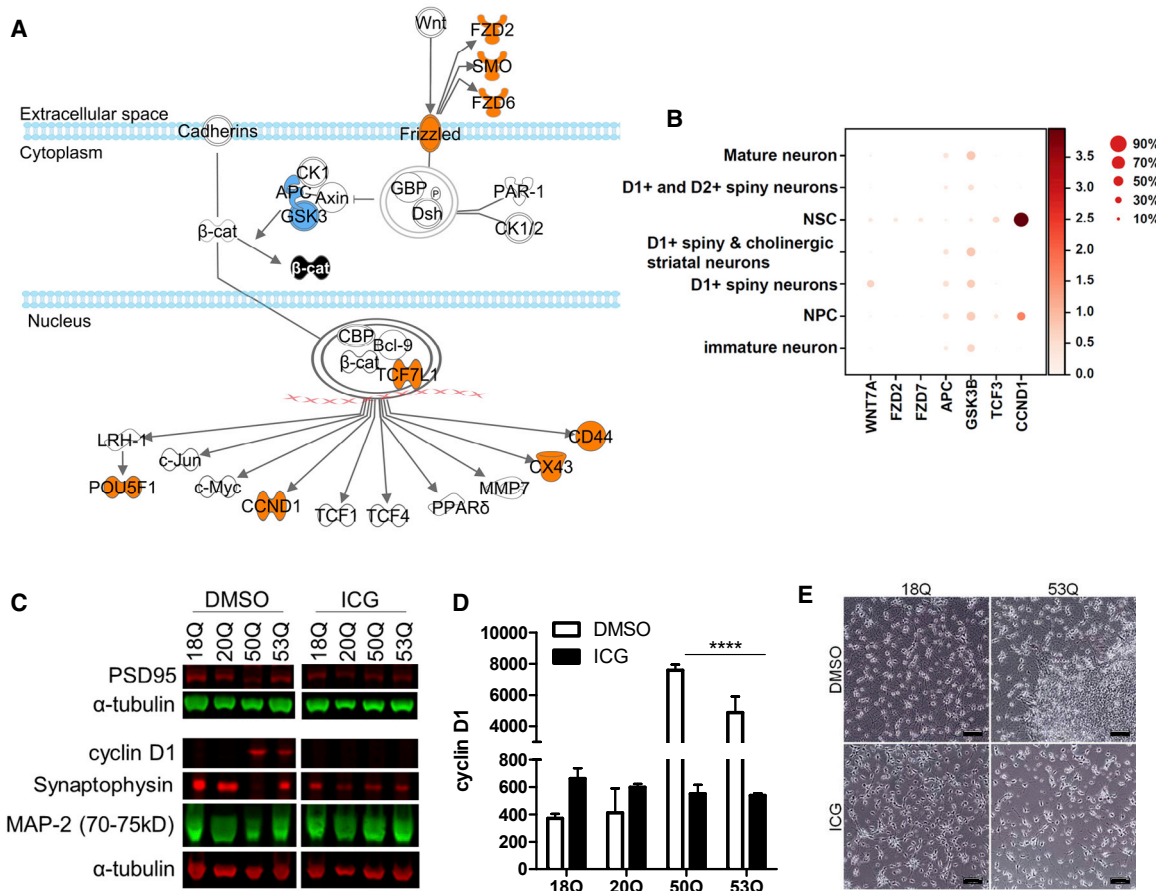 A
Wnt
FZD2
SMO
FZD6
Extracellular space
Cadherins
Frizzled
Cytoplasm
CK1
APC
Axin
GSK3
GBP
P
Dsh
PAR-1
CK1/2
β-cat
β-cat
Nucleus
CBP
Bcl-9
β-cat
TCF7L1
LRH-1
c-Jun
POU5F1
c-Myc
CCND1
TCF1
TCF4
PPARδ
MMP7
CX43
CD44
B
Mature neuron
D1+ and D2+ spiny neurons
NSC
D1+ spiny & cholinergic
striatal neurons
D1+ spiny neurons
NPC
immature neuron
WNT7A
FZD2
FZD7
APC
GSK3B
TCF3
CCND1
3.5
3.0
2.5
2.0
1.5
1.0
0.5
0.0
90%
70%
50%
30%
10%
C
DMSO ICG
18Q 20Q 50Q 53Q 18Q 20Q 50Q 53Q
PSD95
α-tubulin
cyclin D1
Synaptophysin
MAP-2 (70-75kD)
α-tubulin
D
cyclin D1
10000
8000
6000
4000
2000
800
600
400
200
0
DMSO
ICG
****
18Q 20Q 50Q 53Q
E
18Q 53Q
DMSO
ICG